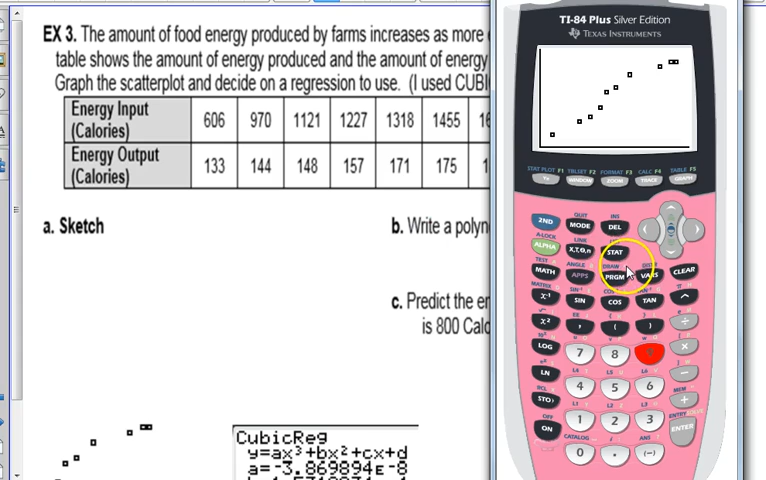 EX 3. The amount of food energy produced by farms increases as more
table shows the amount of energy produced and the amount of energy
Graph the scatterplot and decide on a regression to use. (I used CUBI
Energy Input (Calories) 606 970 1121 1227 1318 1455
Energy Output (Calories) 133 144 148 157 171 175
a. Sketch
b. Write a polyn
c. Predict the en
is 800 Calo
CubicReg
y=ax³+bx²+cx+d
a=-3.869894E-8
TI-84 Plus Silver Edition
TEXAS INSTRUMENTS
STAT PLOT F1 TBLSET F2 FORMAT F3 CALC F4 TABLE F5
Y= WINDOW ZOOM TRACE GRAPH
QUIT INS
2ND MODE DEL
A-LOCK LINK
ALPHA X,T,Θ,n STAT
TEST A ANGLE B DRAW C DISTR
MATH APPS PRGM VARS CLEAR
MATRIX SIN⁻¹ COS TAN⁻¹
x⁻¹ SIN COS TAN ^
x² , ( ) ÷
LOG 7 8 ×
LN 4 5 6 −
RCL
STO› 1 2 3 +
OFF CATALOG ANS ENTRY SOLVE
ON 0 . (−) ENTER